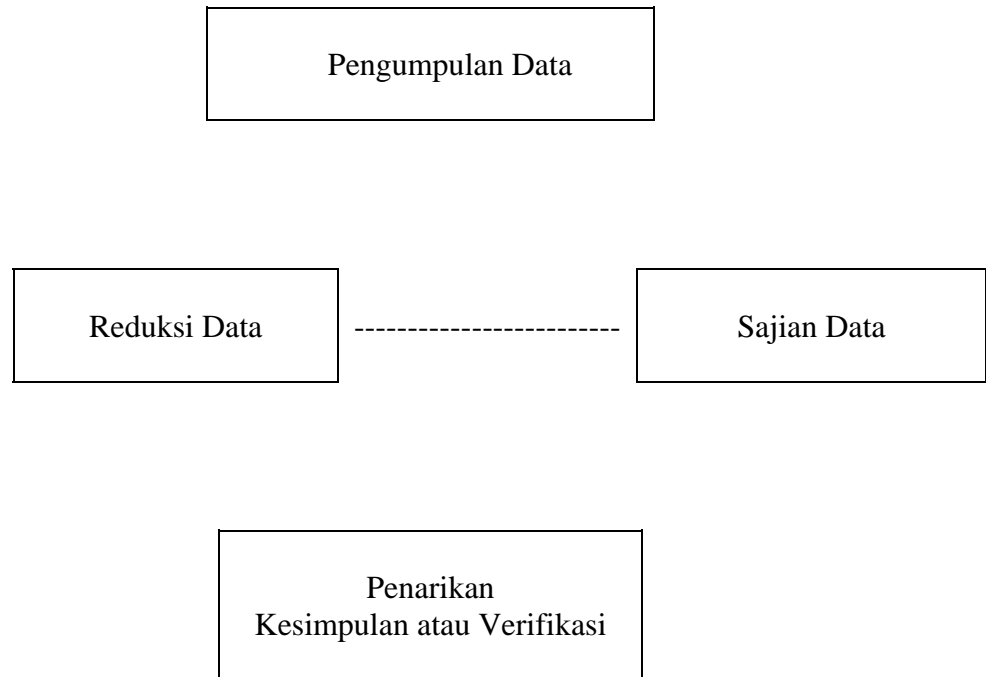 Pengumpulan Data
Reduksi Data ------------------------- Sajian Data
Penarikan
Kesimpulan atau Verifikasi